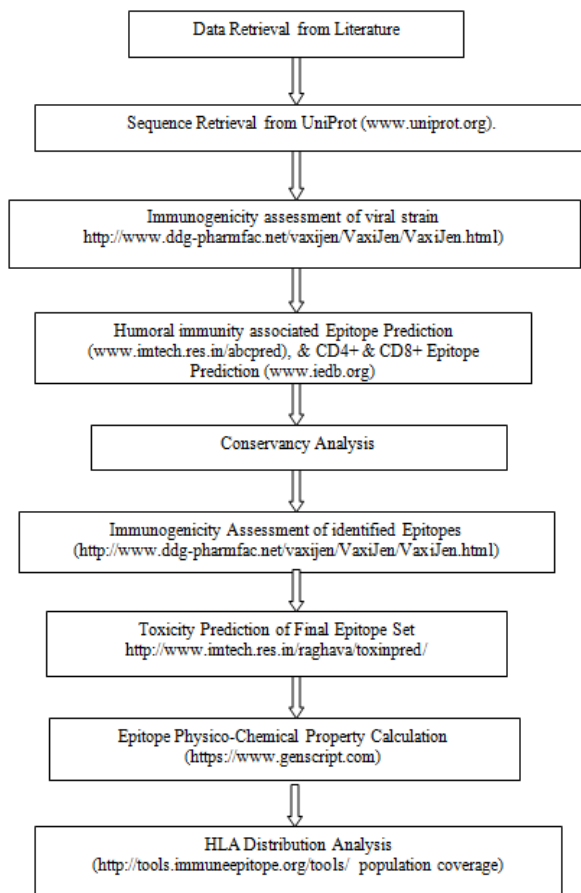 Data Retrieval from Literature
Sequence Retrieval from UniProt (www.uniprot.org).
Immunogenicity assessment of viral strain
http://www.ddg-pharmfac.net/vaxijen/VaxiJen/VaxiJen.html)
Humoral immunity associated Epitope Prediction
(www.imtech.res.in/abcpred), & CD4+ & CD8+ Epitope
Prediction (www.iedb.org)
Conservancy Analysis
Immunogenicity Assessment of identified Epitopes
(http://www.ddg-pharmfac.net/vaxijen/VaxiJen/VaxiJen.html)
Toxicity Prediction of Final Epitope Set
http://www.imtech.res.in/raghava/toxinpred/
Epitope Physico-Chemical Property Calculation
(https://www.genscript.com)
HLA Distribution Analysis
(http://tools.immuneepitope.org/tools/ population coverage)